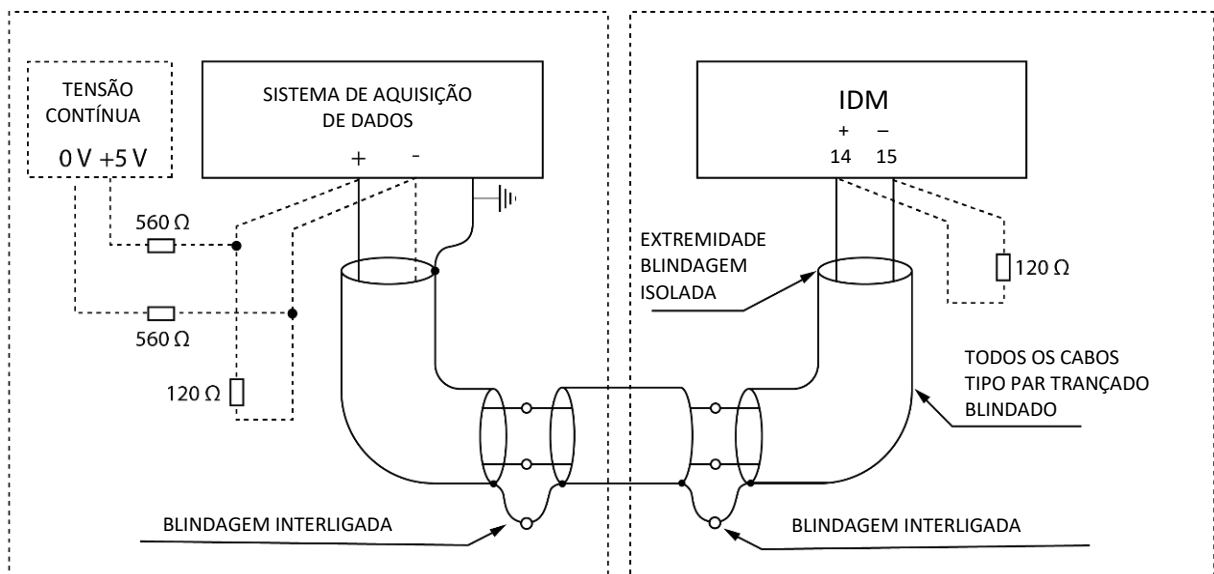 TENSÃO
CONTÍNUA
0 V +5 V
SISTEMA DE AQUISIÇÃO
DE DADOS
+ -
IDM
+ –
14 15
560 Ω
560 Ω
120 Ω
EXTREMIDADE
BLINDAGEM
ISOLADA
120 Ω
TODOS OS CABOS
TIPO PAR TRANÇADO
BLINDADO
BLINDAGEM INTERLIGADA
BLINDAGEM INTERLIGADA